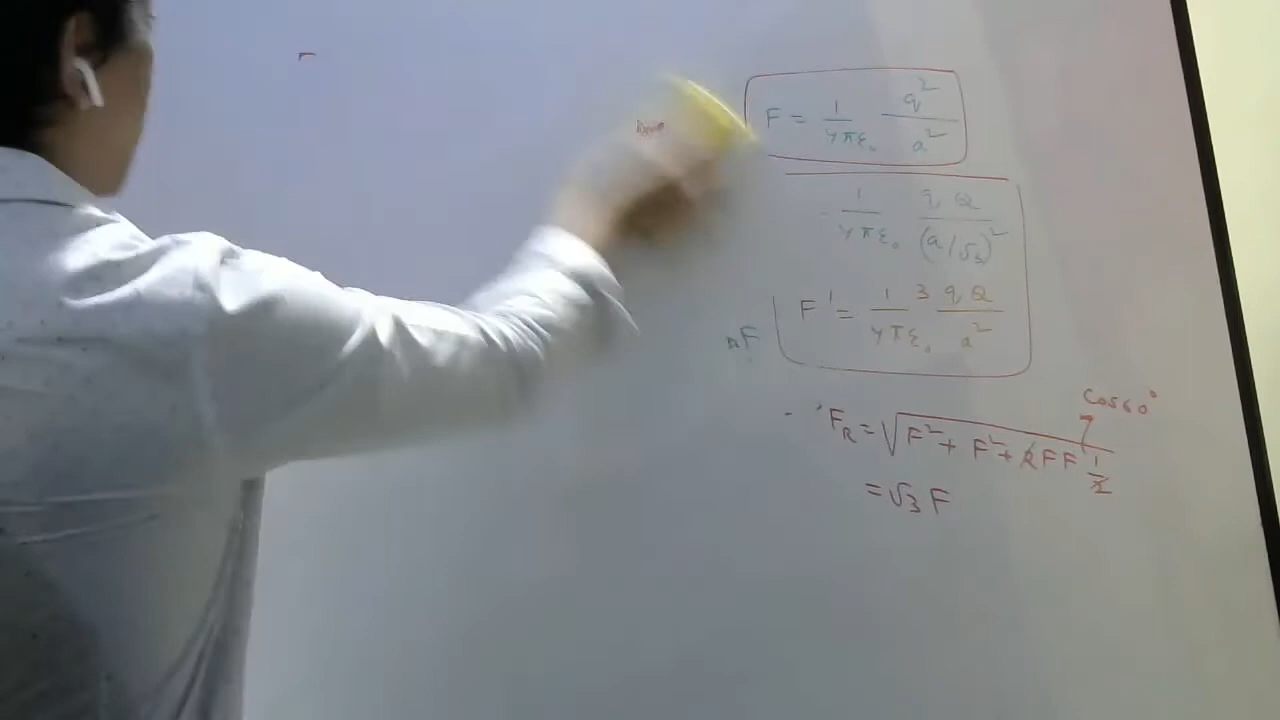 F = 1/4πε₀ q²/a²
1/4πε₀ qQ/(a/√3)²
F' = 1/4πε₀ 3qQ/a²
F
cos60°
F_R = √F² + F² + 2FF 1/2
= √3 F